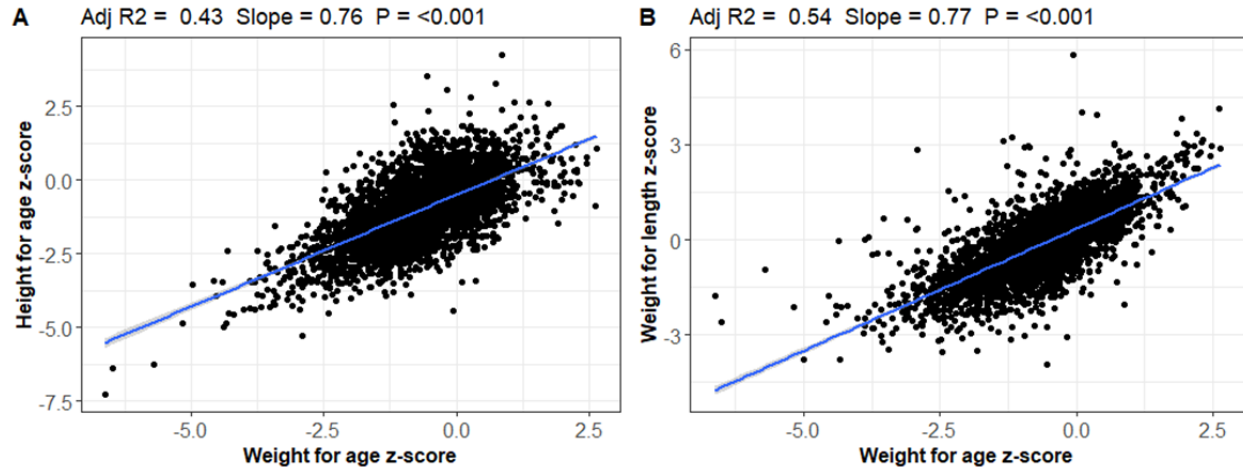 A Adj R2 = 0.43 Slope = 0.76 P = <0.001
Height for age z-score
2.5
0.0
-2.5
-5.0
-7.5
-5.0 -2.5 0.0 2.5
Weight for age z-score
B Adj R2 = 0.54 Slope = 0.77 P = <0.001
Weight for length z-score
6
3
0
-3
-5.0 -2.5 0.0 2.5
Weight for age z-score